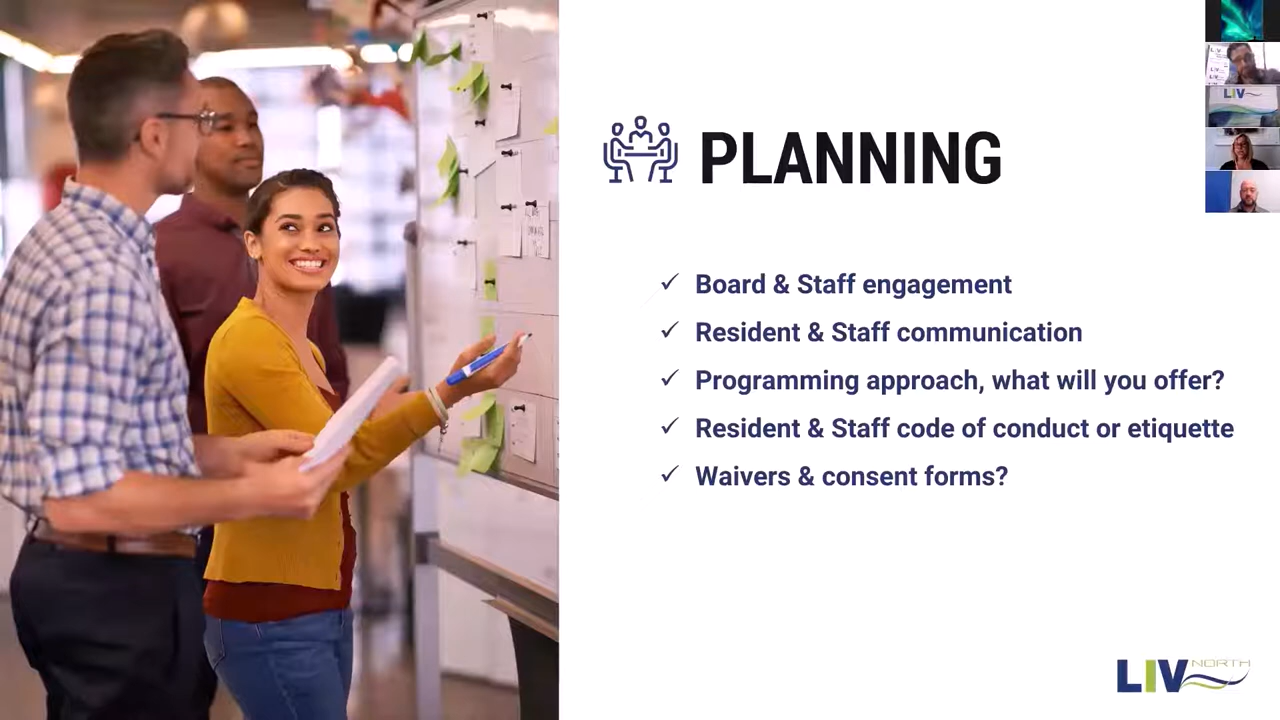 PLANNING
✓ Board & Staff engagement
✓ Resident & Staff communication
✓ Programming approach, what will you offer?
✓ Resident & Staff code of conduct or etiquette
✓ Waivers & consent forms?
LIV NORTH
LIV